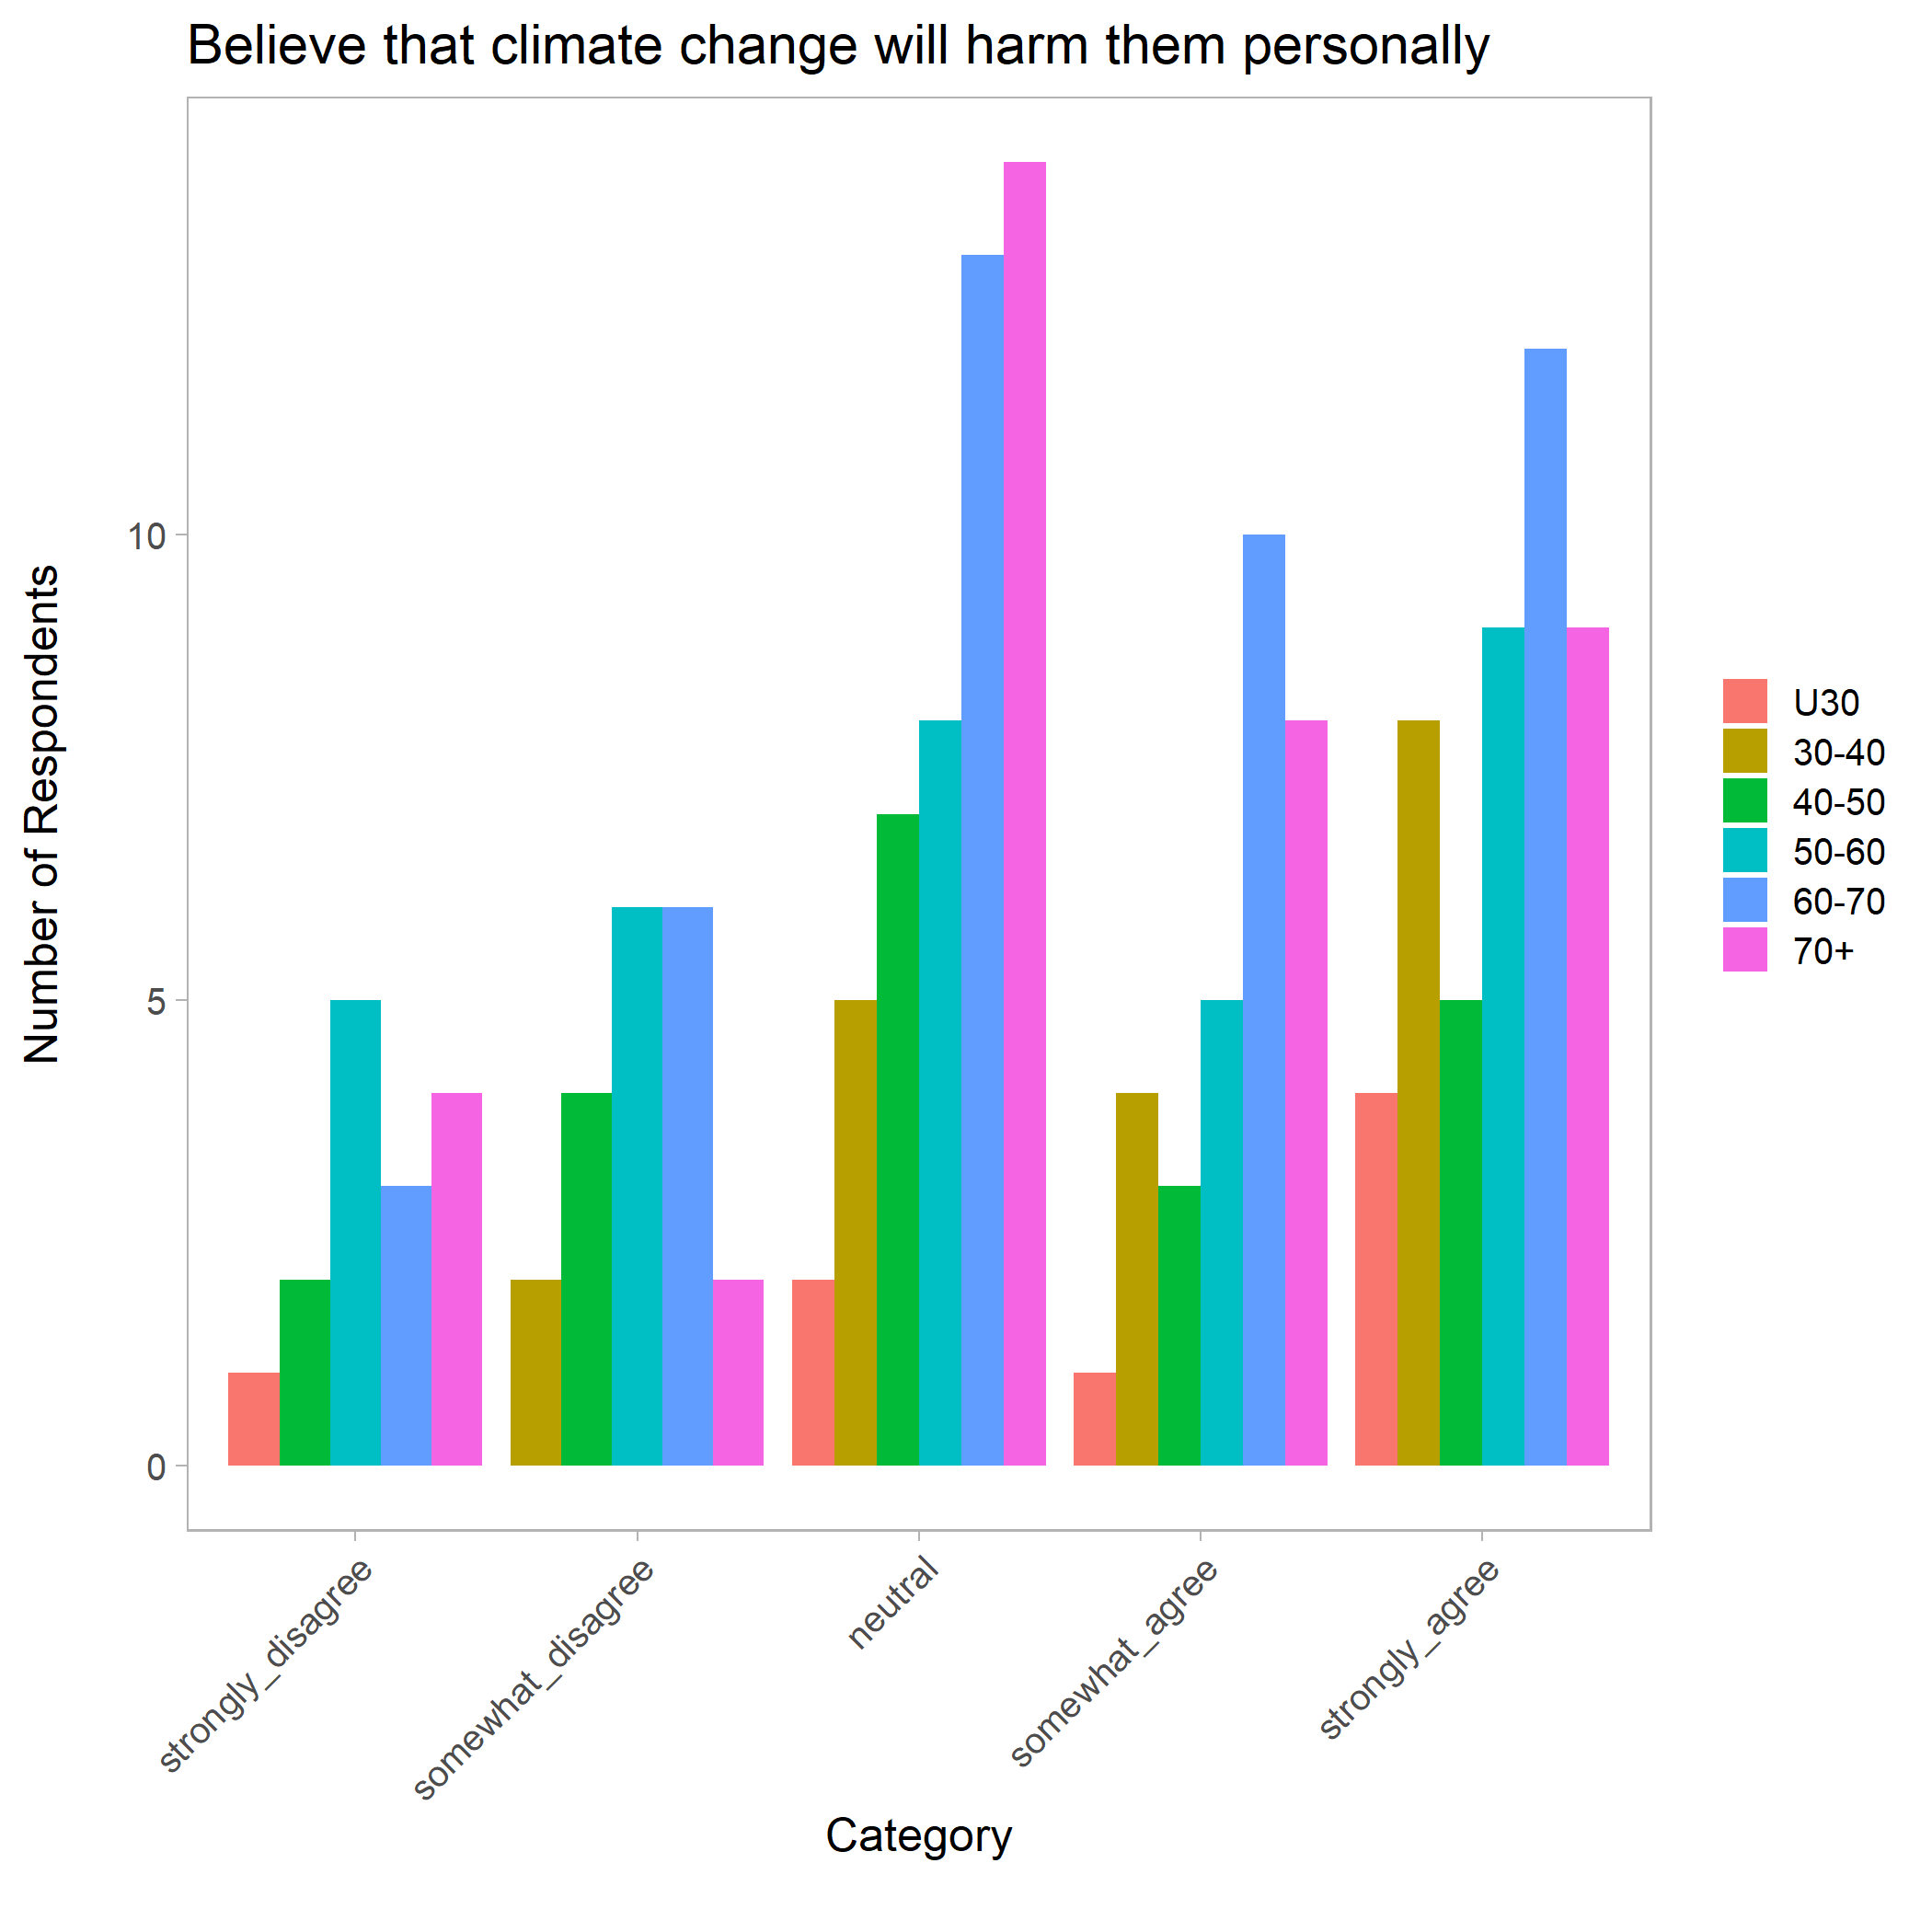 Believe that climate change will harm them personally
Number of Respondents
10
5
0
strongly_disagree
somewhat_disagree
neutral
somewhat_agree
strongly_agree
Category
U30
30-40
40-50
50-60
60-70
70+